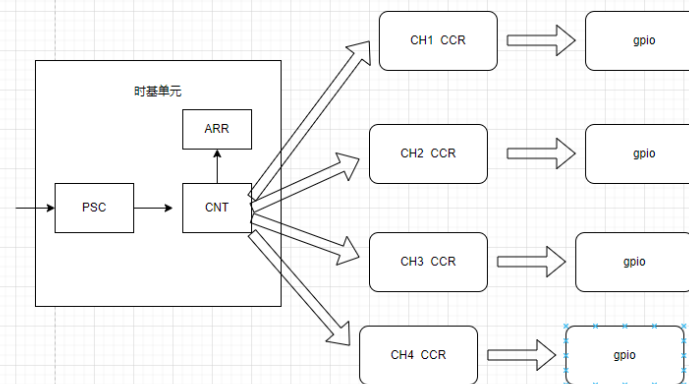 CH1 CCR
gpio
时基单元
ARR
CH2 CCR
gpio
PSC
CNT
CH3 CCR
gpio
CH4 CCR
gpio